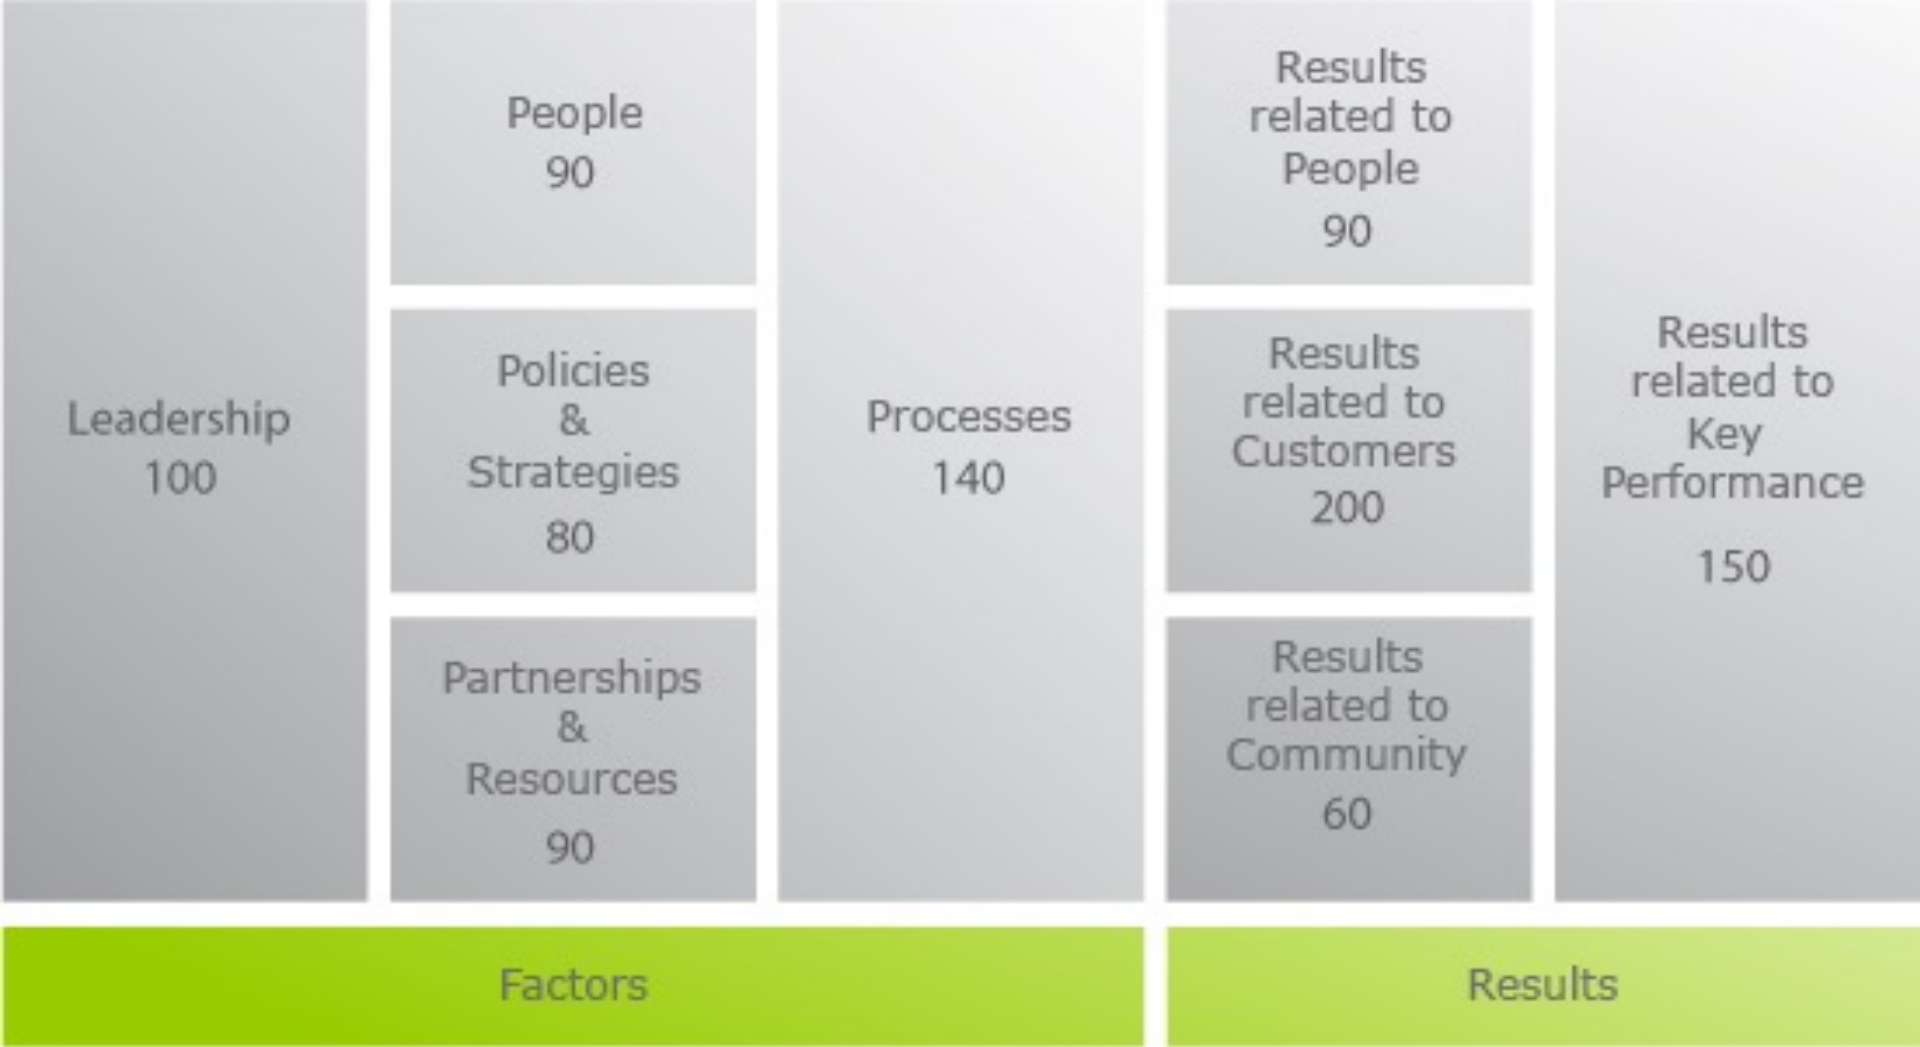 Leadership
100
People
90
Policies
&
Strategies
80
Partnerships
&
Resources
90
Processes
140
Results
related to
People
90
Results
related to
Customers
200
Results
related to
Community
60
Results
related to
Key
Performance
150
Factors
Results